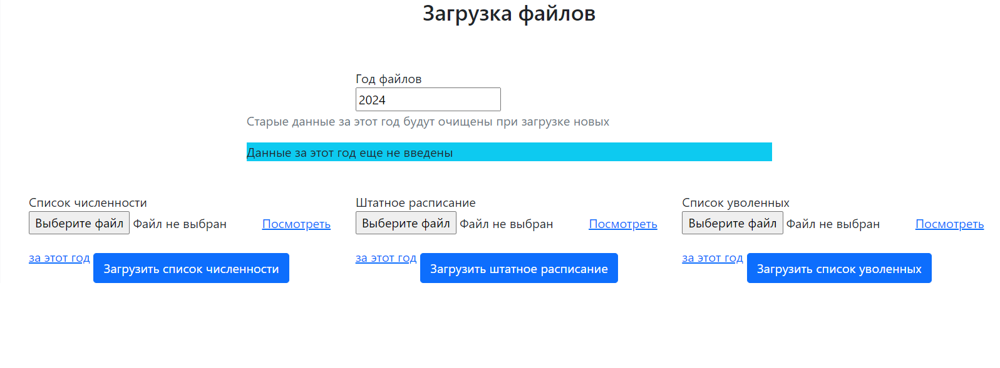 Загрузка файлов
Год файлов
2024
Старые данные за этот год будут очищены при загрузке новых
Данные за этот год еще не введены
Список численности
Выберите файл Файл не выбран Посмотреть
за этот год Загрузить список численности
Штатное расписание
Выберите файл Файл не выбран Посмотреть
за этот год Загрузить штатное расписание
Список уволенных
Выберите файл Файл не выбран Посмотреть
за этот год Загрузить список уволенных